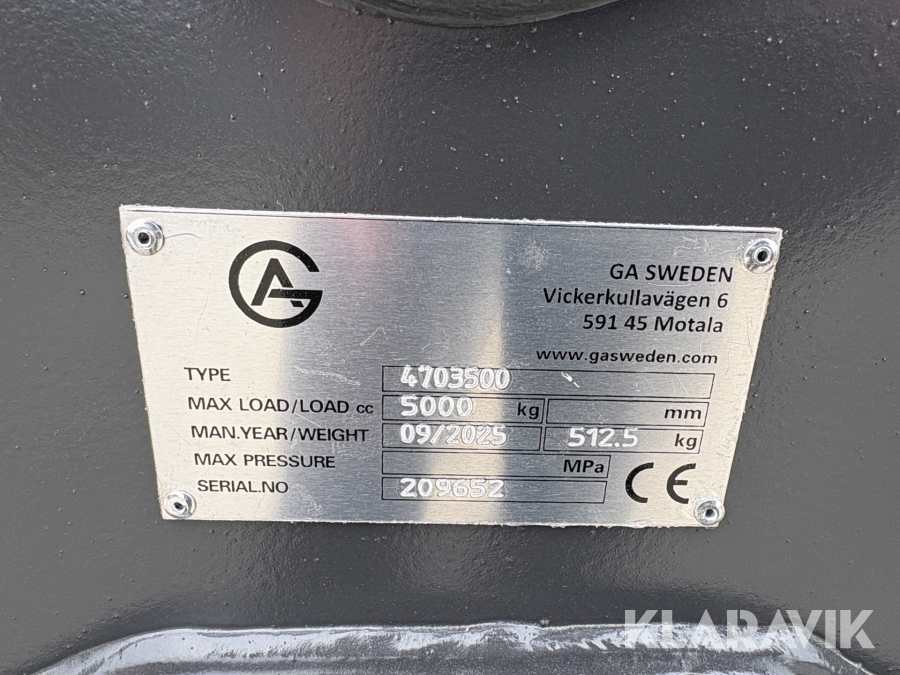 GA
GA SWEDEN
Vickerkullavägen 6
591 45 Motala
www.gasweden.com
TYPE 4703500
MAX LOAD/LOAD cc 5000 kg mm
MAN.YEAR/WEIGHT 09/2025 512.5 kg
MAX PRESSURE MPa
SERIAL.NO 209652 CE
KLARAVIK